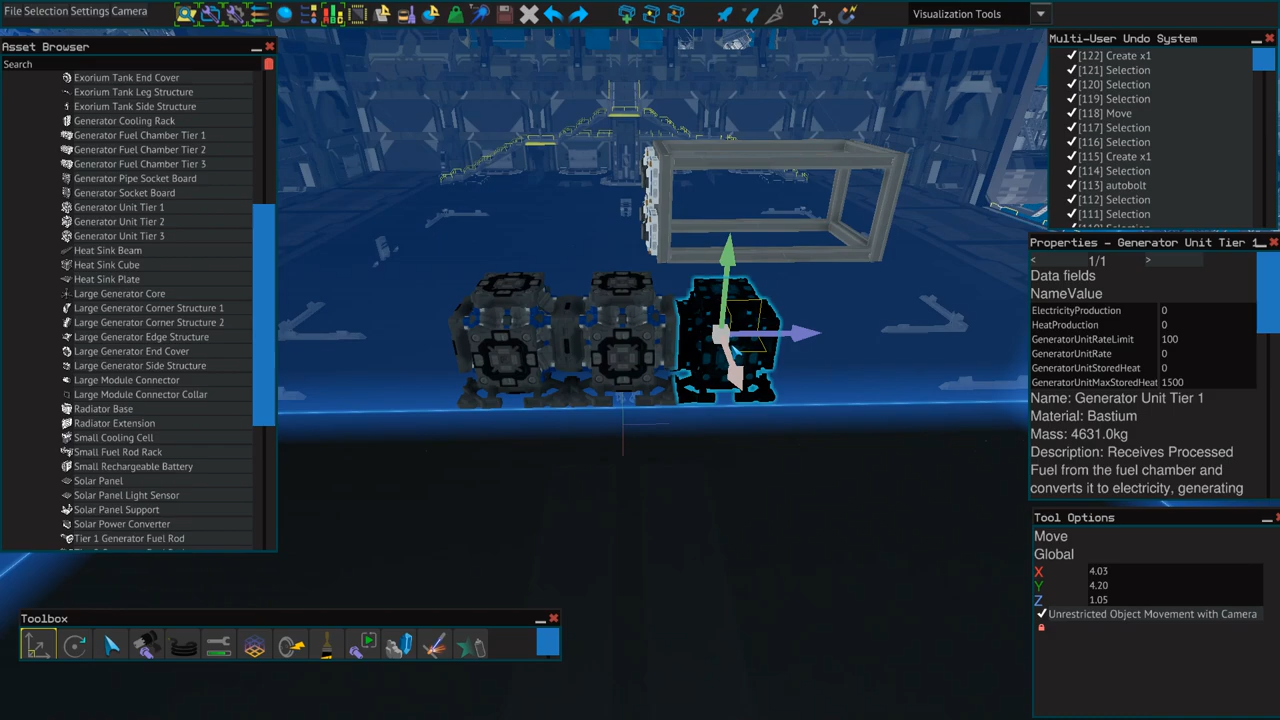 File Selection Settings Camera
Visualization Tools
Asset Browser
Search
Exorium Tank End Cover
Exorium Tank Leg Structure
Exorium Tank Side Structure
Generator Cooling Rack
Generator Fuel Chamber Tier 1
Generator Fuel Chamber Tier 2
Generator Fuel Chamber Tier 3
Generator Pipe Socket Board
Generator Socket Board
Generator Unit Tier 1
Generator Unit Tier 2
Generator Unit Tier 3
Heat Sink Beam
Heat Sink Cube
Heat Sink Plate
Large Generator Core
Large Generator Corner Structure 1
Large Generator Corner Structure 2
Large Generator Edge Structure
Large Generator End Cover
Large Generator Side Structure
Large Module Connector
Large Module Connector Collar
Radiator Base
Radiator Extension
Small Cooling Cell
Small Fuel Rod Rack
Small Rechargeable Battery
Solar Panel
Solar Panel Light Sensor
Solar Panel Support
Solar Power Converter
Tier 1 Generator Fuel Rod
Toolbox
Multi-User Undo System
[122] Create x1
[121] Selection
[120] Selection
[119] Selection
[118] Move
[117] Selection
[116] Selection
[115] Create x1
[114] Selection
[113] autobolt
[112] Selection
[111] Selection
Properties - Generator Unit Tier 1
< 1/1 >
Data fields
NameValue
ElectricityProduction 0
HeatProduction 0
GeneratorUnitRateLimit 100
GeneratorUnitRate 0
GeneratorUnitStoredHeat 0
GeneratorUnitMaxStoredHeat 1500
Name: Generator Unit Tier 1
Material: Bastium
Mass: 4631.0kg
Description: Receives Processed
Fuel from the fuel chamber and
converts it to electricity, generating
Tool Options
Move
Global
X 4.03
Y 4.20
Z 1.05
Unrestricted Object Movement with Camera